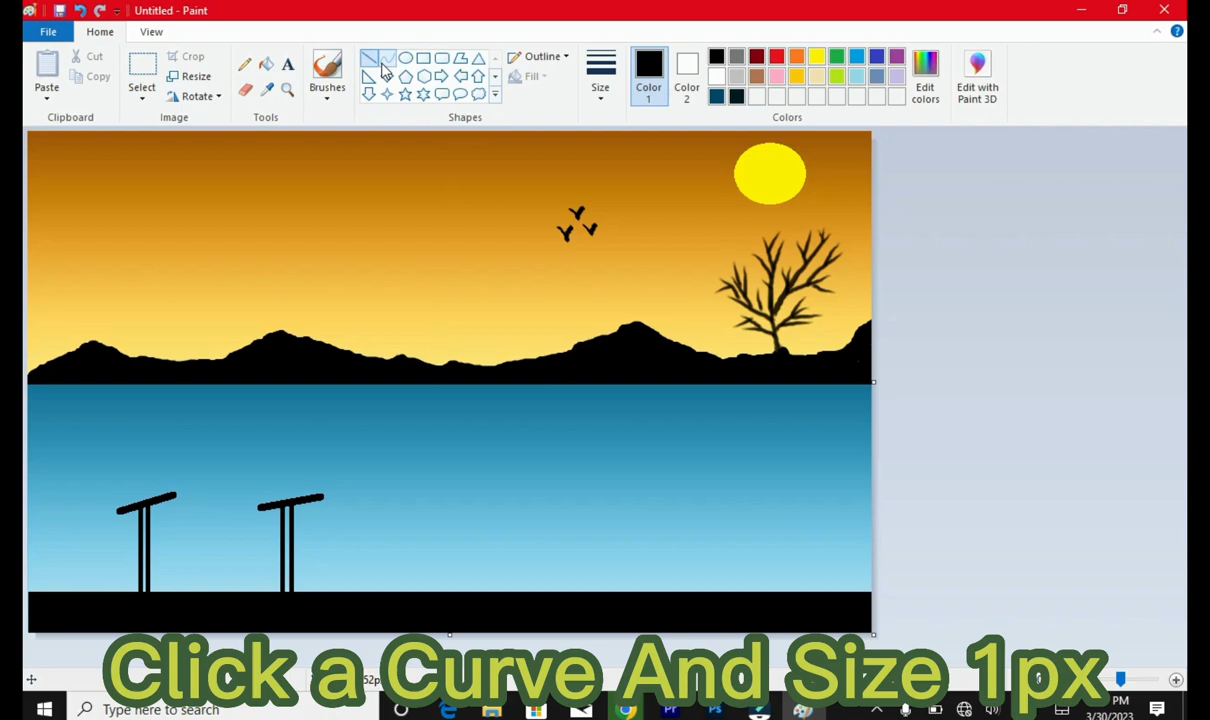 Untitled - Paint
File Home View
Paste
Cut
Copy
Clipboard
Select
Crop
Resize
Rotate
Image
Tools
Brushes
Shapes
Outline
Fill
Size
Color 1
Color 2
Edit colors
Edit with Paint 3D
Colors
Click a Curve And Size 1px
Type here to search
Pr
Ps
PM
3/30/2023